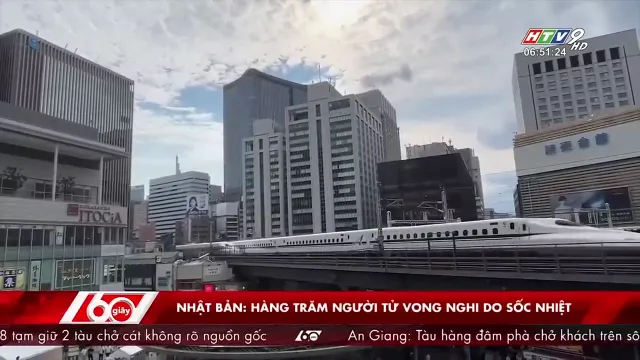 HTV9 HD
06:51:24
ITOCiA
60 giây
NHẬT BẢN: HÀNG TRĂM NGƯỜI TỬ VONG NGHI DO SỐC NHIỆT
8 tạm giữ 2 tàu chở cát không rõ nguồn gốc 60 An Giang: Tàu hàng đâm phà chở khách trên sô